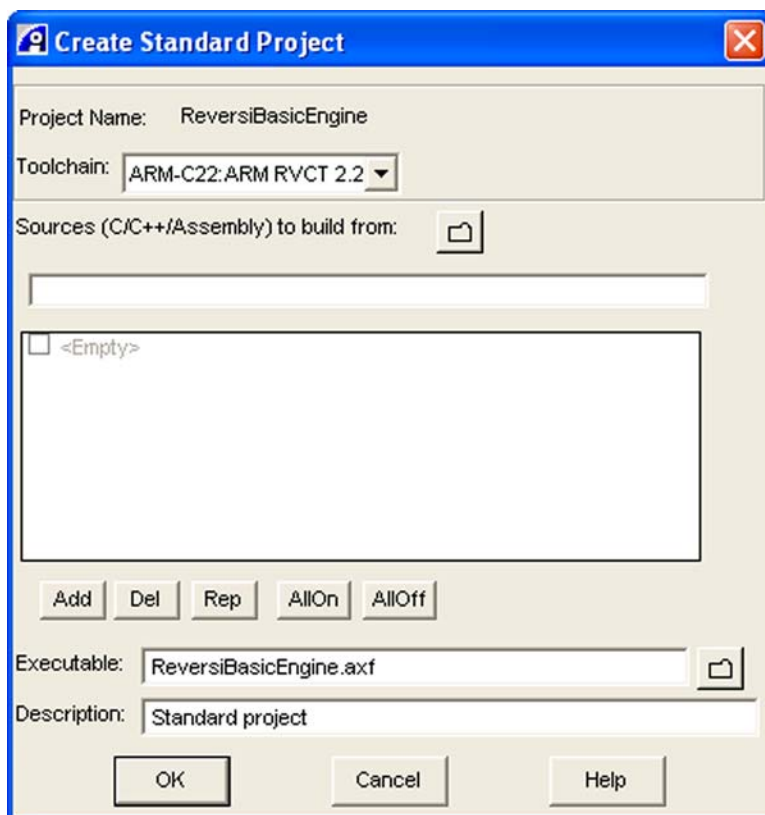 Create Standard Project
Project Name: ReversiBasicEngine
Toolchain: ARM-C22:ARM RVCT 2.2
Sources (C/C++/Assembly) to build from:
<Empty>
Add Del Rep AllOn AllOff
Executable: ReversiBasicEngine.axf
Description: Standard project
OK Cancel Help